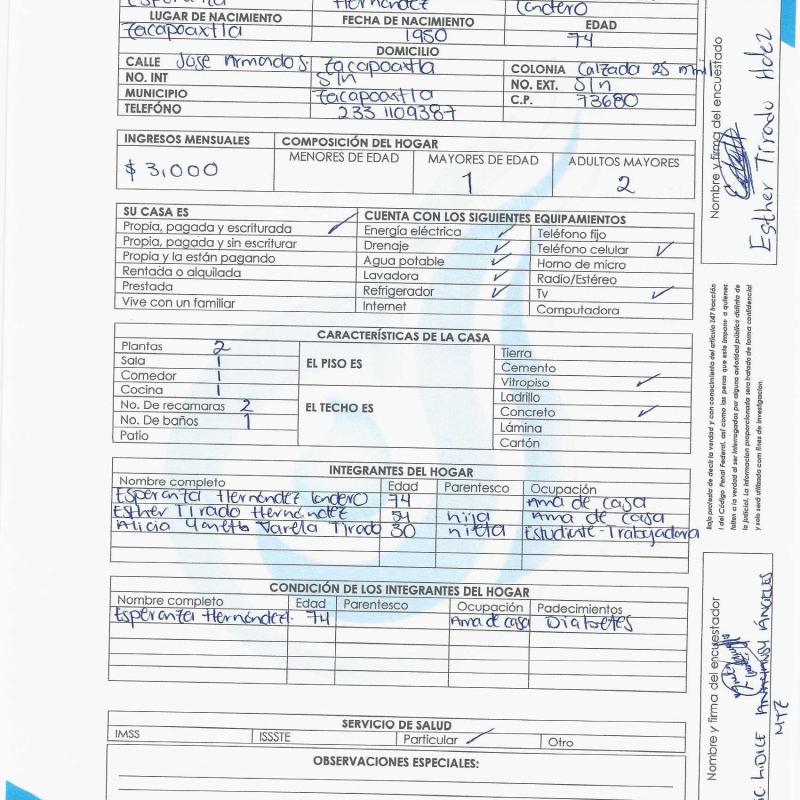 Esperanza Hernández Landero
LUGAR DE NACIMIENTO FECHA DE NACIMIENTO EDAD
Zacapoaxtla 1950 74
DOMICILIO
CALLE José Armando S. Zacapoaxtla COLONIA Calzada 25 mil
NO. INT S/n NO. EXT. S/n
MUNICIPIO Zacapoaxtla C.P. 73680
TELEFÓNO 233 1109387
INGRESOS MENSUALES COMPOSICIÓN DEL HOGAR
$3,000 MENORES DE EDAD MAYORES DE EDAD ADULTOS MAYORES
1 2
SU CASA ES CUENTA CON LOS SIGUIENTES EQUIPAMIENTOS
Propia, pagada y escriturada ✓ Energía eléctrica ✓ Teléfono fijo
Propia, pagada y sin escriturar Drenaje ✓ Teléfono celular ✓
Propia y la están pagando Agua potable ✓ Horno de micro
Rentada o alquilada Lavadora ✓ Radio/Estéreo
Prestada Refrigerador ✓ Tv ✓
Vive con un familiar Internet Computadora
CARACTERÍSTICAS DE LA CASA
Plantas 2 EL PISO ES Tierra
Sala 1 Cemento
Comedor 1 Vitropiso ✓
Cocina 1 EL TECHO ES Ladrillo
No. De recamaras 2 Concreto ✓
No. De baños 1 Lámina
Patio Cartón
INTEGRANTES DEL HOGAR
Nombre completo Edad Parentesco Ocupación
Esperanza Hernández Landero 74 Ama de casa
Esther Tirado Hernández 54 hija Ama de casa
Alicia Yanetto Varela Tirado 30 nieta Estudiante-Trabajadora
CONDICIÓN DE LOS INTEGRANTES DEL HOGAR
Nombre completo Edad Parentesco Ocupación Padecimientos
Esperanza Hernández. 74 Ama de casa Diabetes
SERVICIO DE SALUD
IMSS ISSSTE Particular ✓ Otro
OBSERVACIONES ESPECIALES:
Nombre y firma del encuestado
Esther Tirado Hdez
Bajo protesta de decir la verdad y con conocimiento del artículo 247 fracción
I del Código Penal Federal, así como las penas que este impone a quienes
falten a la verdad al ser interrogados por alguna autoridad pública distinta de
la judicial. La información proporcionada sera tratada de forma confidencial
y solo será utilizada con fines de investigacion.
Nombre y firma del encuestador
LIDICE ÁNGELES
MTZ